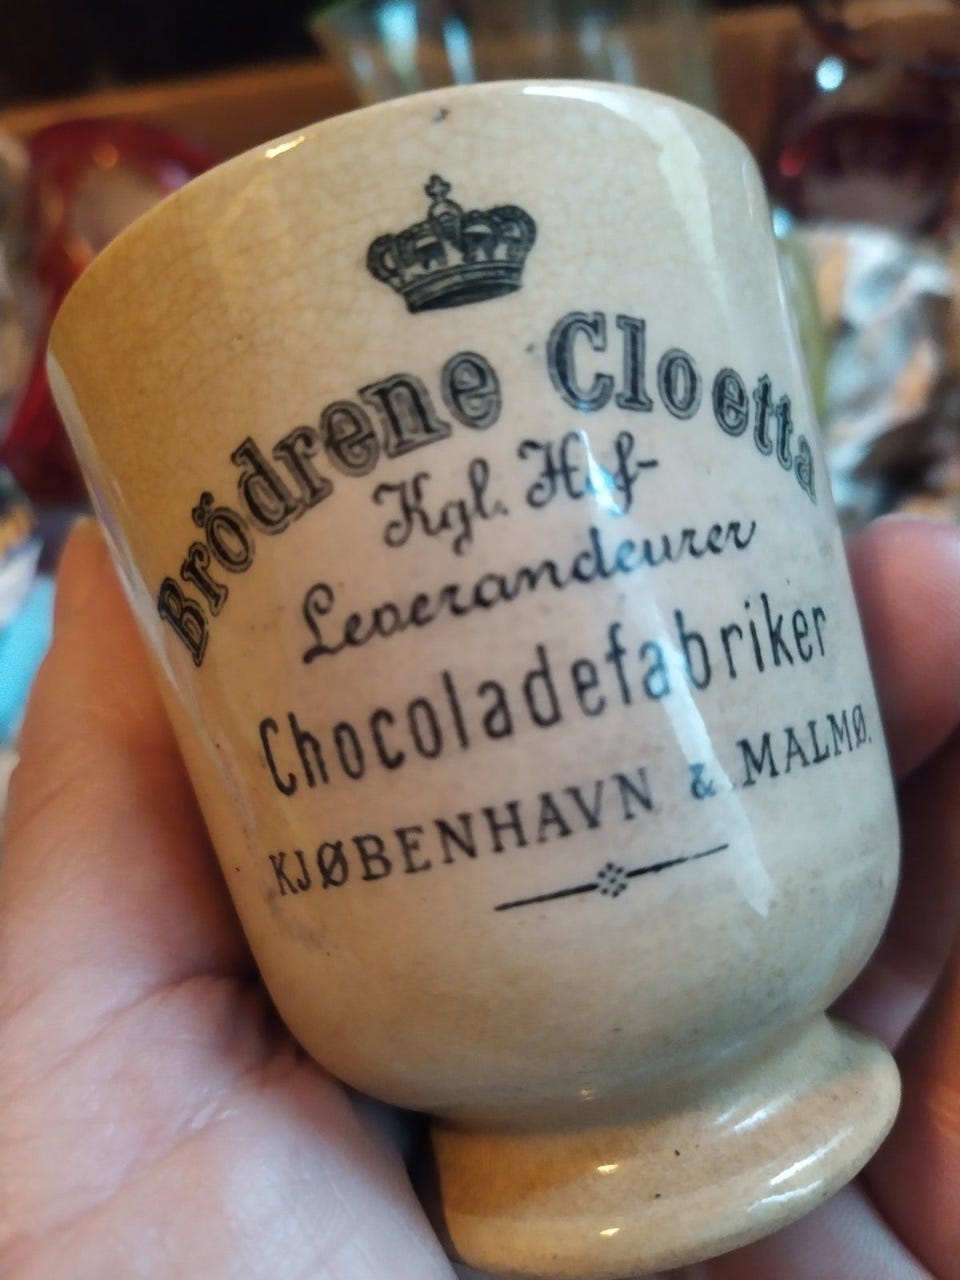 Brödrene Cloetta
Kgl. Hof-
Leverandeurer
Chocoladefabriker
KJØBENHAVN & MALMØ.